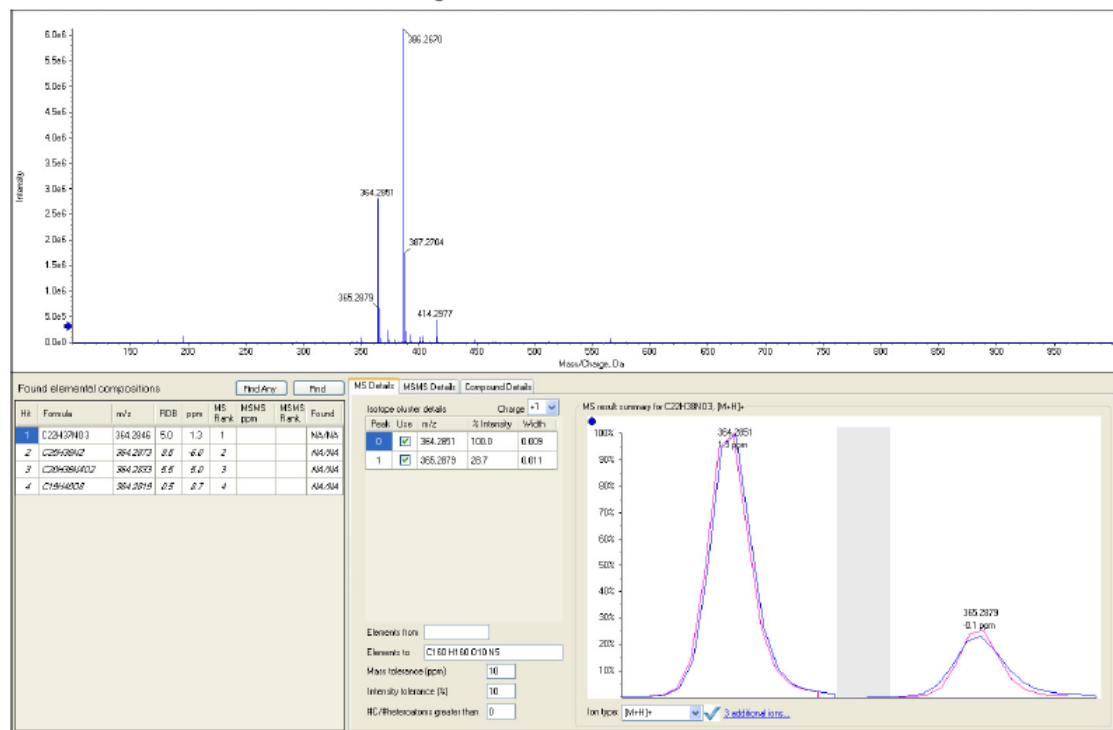 6.0e6
5.5e6
5.0e6
4.5e6
4.0e6
3.5e6
3.0e6
2.5e6
2.0e6
1.5e6
1.0e6
5.0e5
0.0e0
Intensity
386.2670
364.2851
387.2704
365.2879
414.2977
150 200 250 300 350 400 450 500 550 600 650 700 750 800 850 900 950
Mass/Charge, Da
Found elemental compositions Find Any Find
Hit Formula m/z RDB ppm MS Rank MSMS ppm MSMS Rank Found
1 C22H37NO3 364.2846 5.0 1.3 1 NA/NA
2 364.2873 -6.0 2 NA/NA
3 364.2833 5.5 5.0 3 NA/NA
4 0.5 8.7 4 NA/NA
MS Details MSMS Details Compound Details
Isotope cluster details Charge +1
Peak Use m/z % Intensity Width
0 364.2851 100.0 0.009
1 365.2879 28.7 0.011
Elements from
Elements to C160 H160 O10 N5
Mass tolerance (ppm) 10
Intensity tolerance (%) 10
#C/#heteroatoms greater than 0
MS result summary for C22H38NO3, [M+H]+
100%
90%
80%
70%
60%
50%
40%
30%
20%
10%
364.2851
1.3 ppm
365.2879
-0.1 ppm
Ion type: [M+H]+ 3 additional ions...